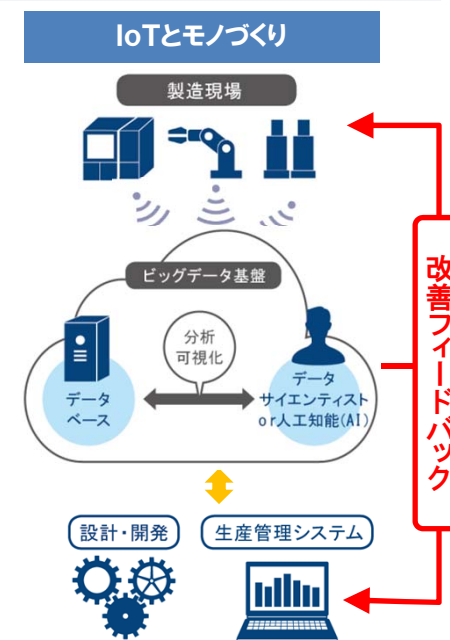 IoTとモノづくり
製造現場
ビッグデータ基盤
分析
可視化
データ
ベース
データ
サイエンティスト
or人工知能(AI)
改善フィードバック
設計・開発
生産管理システム